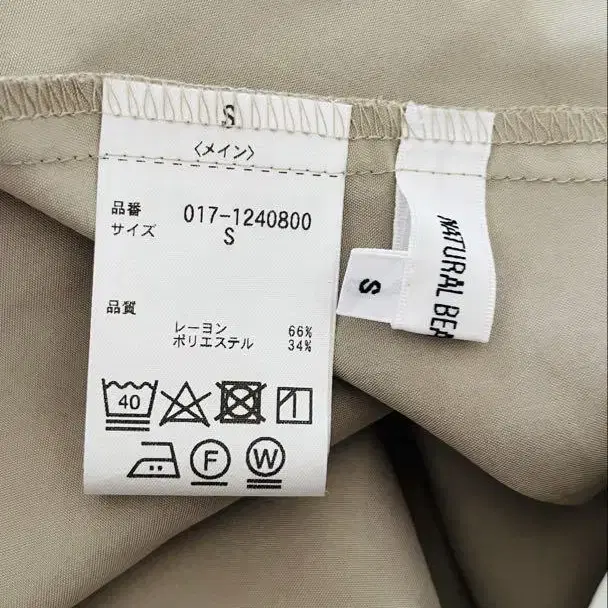 S
〈メイン〉
品番 017-1240800
サイズ S
品質
レーヨン 66%
ポリエステル 34%
40
F
W
S
NATURAL BEA